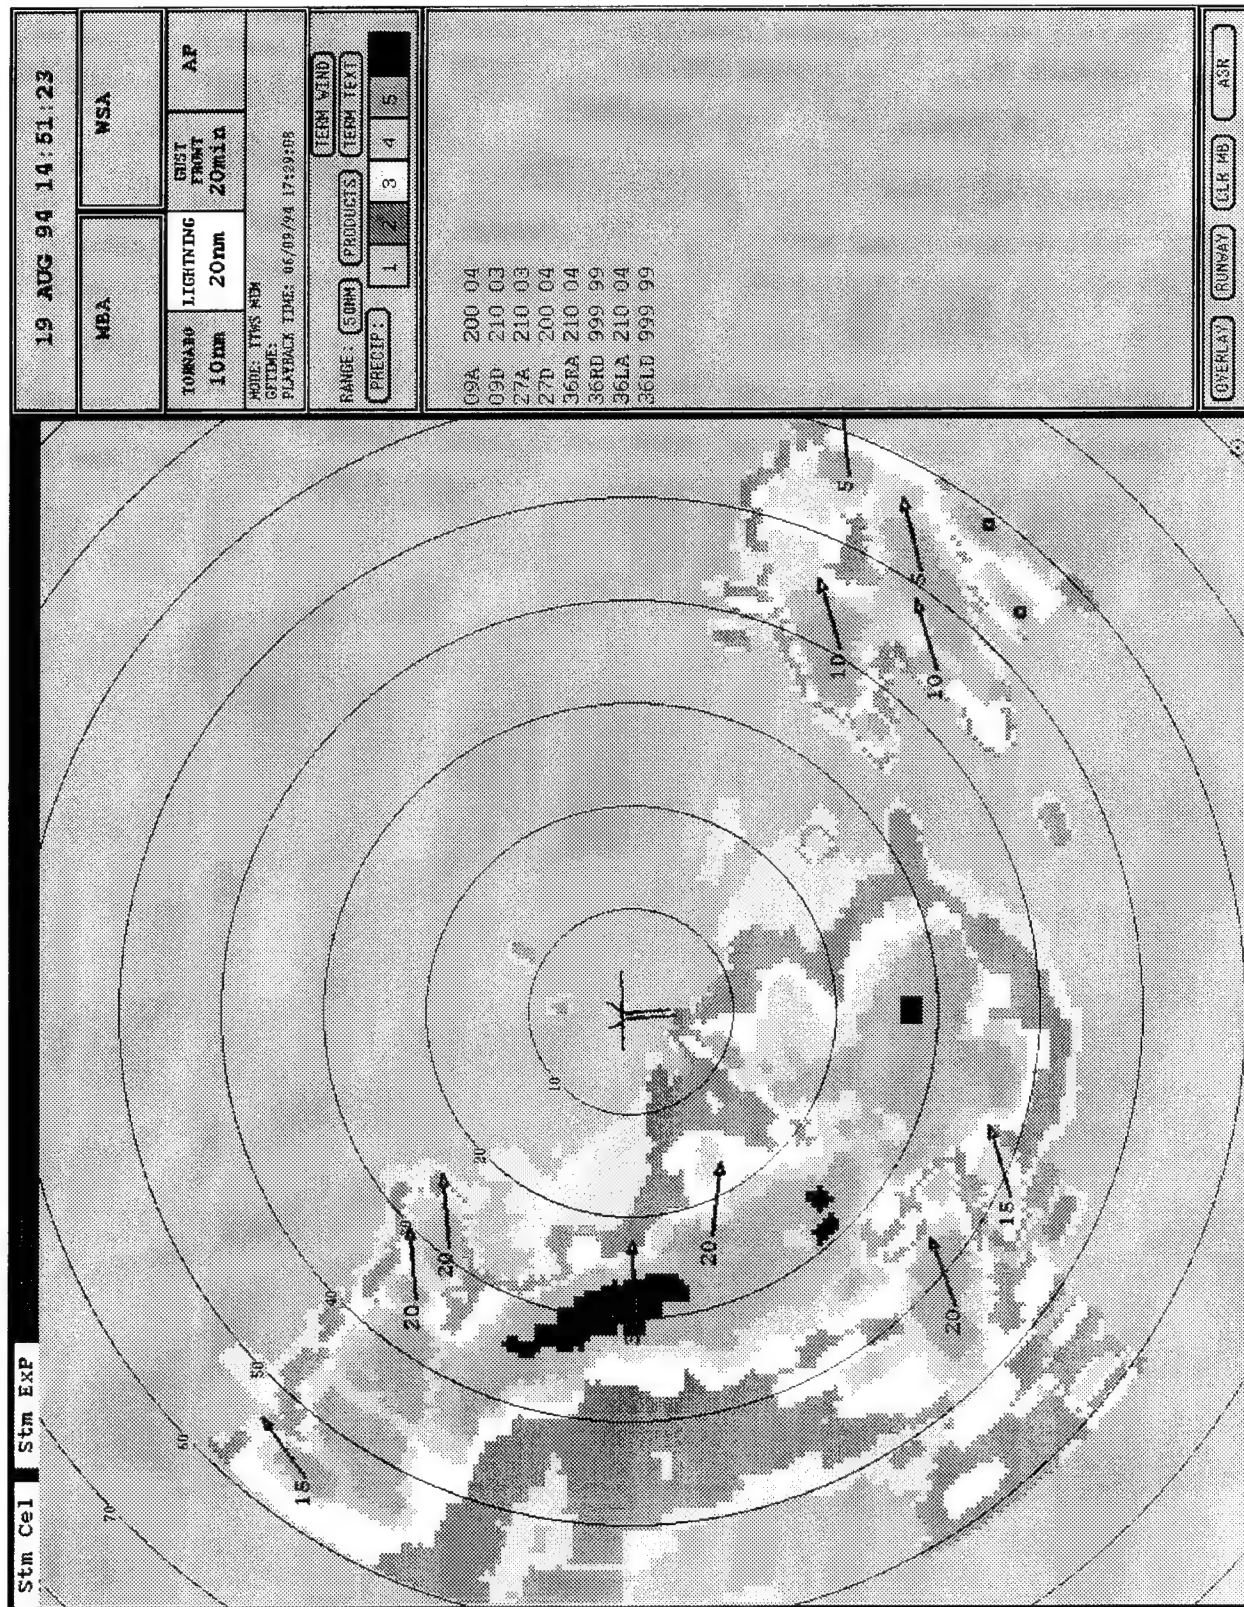 Stm Cel
Stm ExP
19 AUG 94 14:51:23
MBA
WSA
TORNADO
10nm
LIGHTNING
20nm
GUST
FRONT
20min
AP
MODE: TTWS MEM
GFTIME:
PLAYBACK TIME: 06/09/94 17:29:08
RANGE: 50NM PRODUCTS
TERM WIND
TERM TEXT
PRECIP: 1 2 3 4 5
09A 200 04
09D 210 03
27A 210 03
27D 200 04
36RA 210 04
36RD 999 99
36LA 210 04
36LD 999 99
OVERLAY RUNWAY CLR MB ASR
70
60
50
40
20
10
15
20
20
20
20
15
10
10
5
5